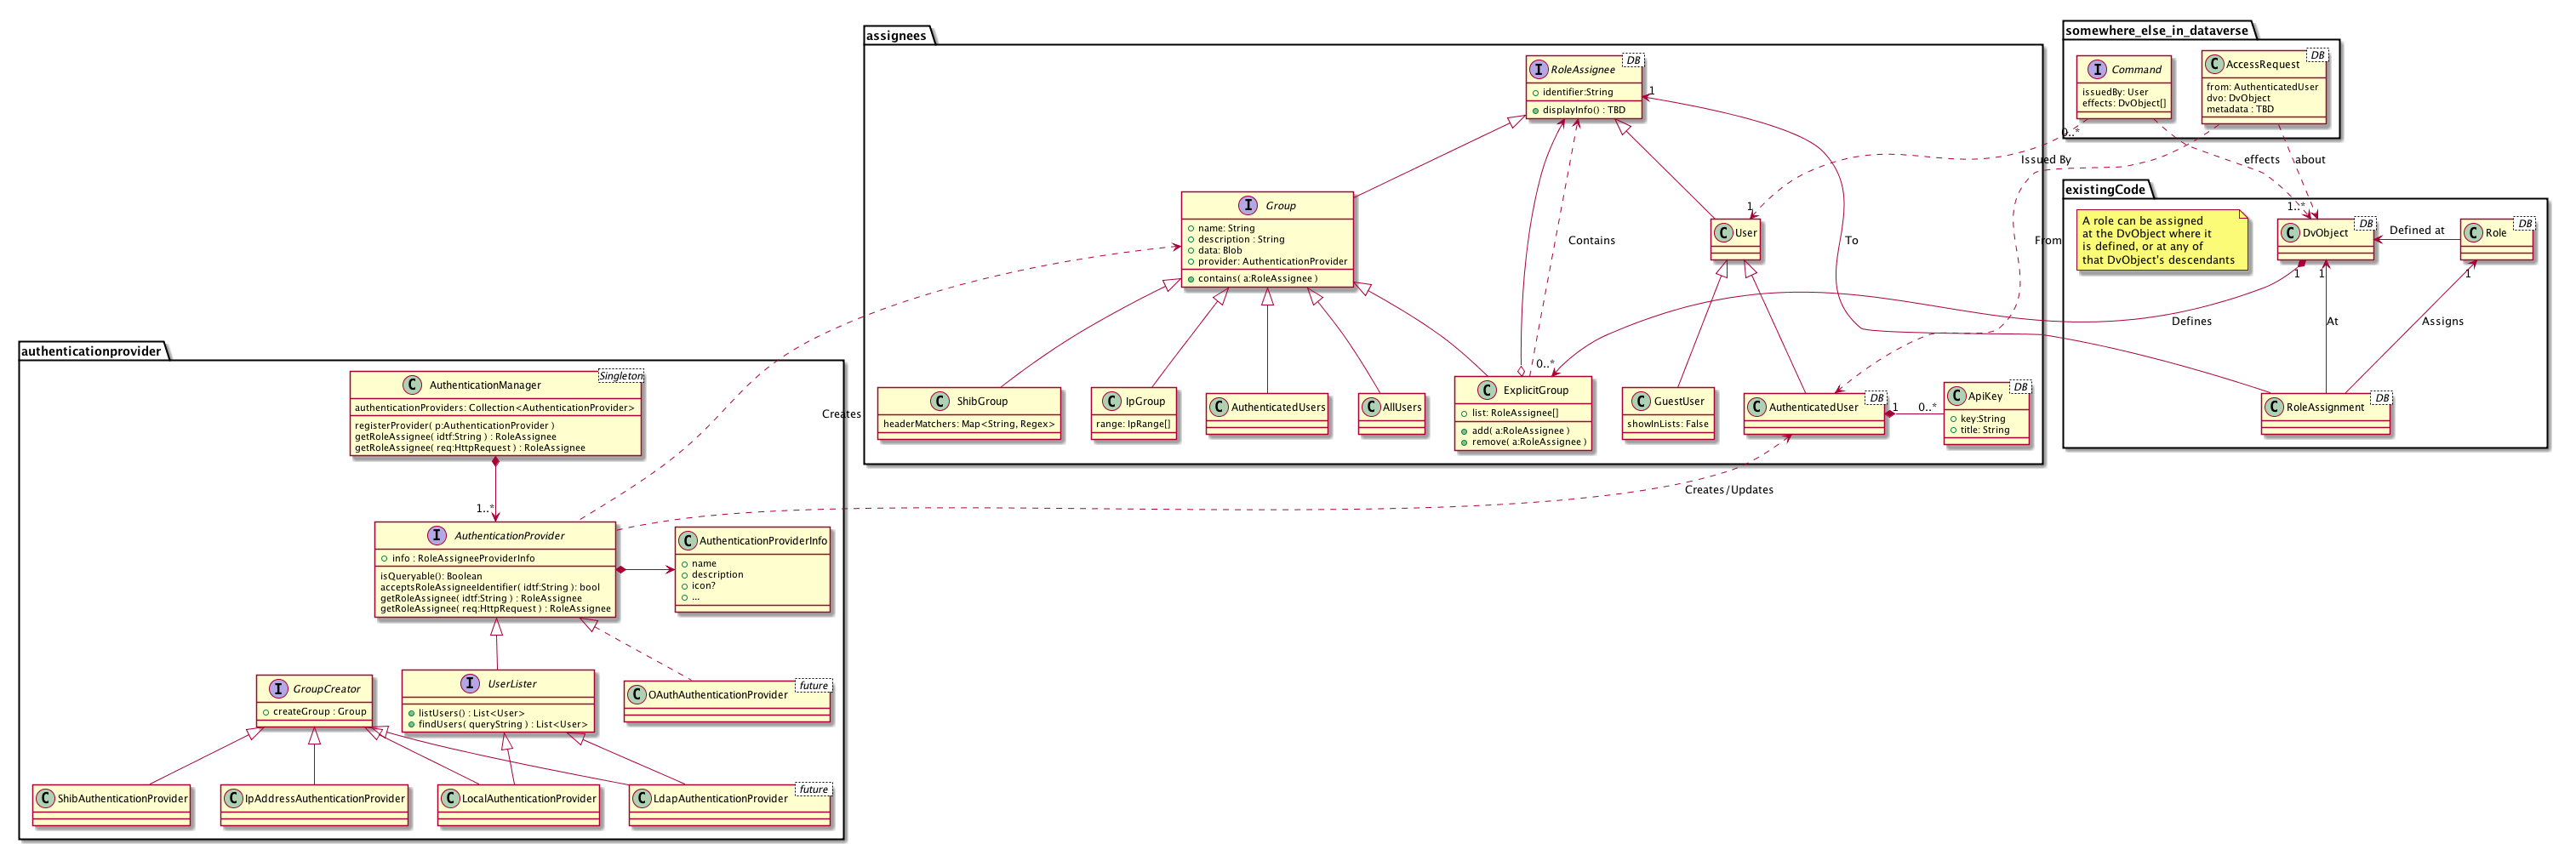 assignees
somewhere_else_in_dataverse
I RoleAssignee DB
identifier:String
displayInfo() : TBD
1
I Command
issuedBy: User
effects: DvObject[]
C AccessRequest DB
from: AuthenticatedUser
dvo: DvObject
metadata : TBD
0..*
Issued By
effects
about
existingCode
A role can be assigned
at the DvObject where it
is defined, or at any of
that DvObject's descendants
1..*
C DvObject DB
Defined at
C Role DB
1
1
1
I Group
name: String
description : String
data: Blob
provider: AuthenticationProvider
contains( a:RoleAssignee )
Contains
1
C User
To
From
Defines
At
Assigns
C ShibGroup
headerMatchers: Map<String, Regex>
C IpGroup
range: IpRange[]
C AuthenticatedUsers
C AllUsers
0..*
C ExplicitGroup
list: RoleAssignee[]
add( a:RoleAssignee )
remove( a:RoleAssignee )
C GuestUser
showInLists: False
C AuthenticatedUser DB
1
0..*
C ApiKey DB
key:String
title: String
C RoleAssignment DB
authenticationprovider
C AuthenticationManager Singleton
authenticationProviders: Collection<AuthenticationProvider>
registerProvider( p:AuthenticationProvider )
getRoleAssignee( idtf:String ) : RoleAssignee
getRoleAssignee( req:HttpRequest ) : RoleAssignee
Creates
Creates/Updates
1..*
I AuthenticationProvider
info : RoleAssigneeProviderInfo
isQueryable(): Boolean
acceptsRoleAssigneeIdentifier( idtf:String ): bool
getRoleAssignee( idtf:String ) : RoleAssignee
getRoleAssignee( req:HttpRequest ) : RoleAssignee
C AuthenticationProviderInfo
name
description
icon?
...
I GroupCreator
createGroup : Group
I UserLister
listUsers() : List<User>
findUsers( queryString ) : List<User>
C OAuthAuthenticationProvider future
C ShibAuthenticationProvider
C IpAddressAuthenticationProvider
C LocalAuthenticationProvider
C LdapAuthenticationProvider future